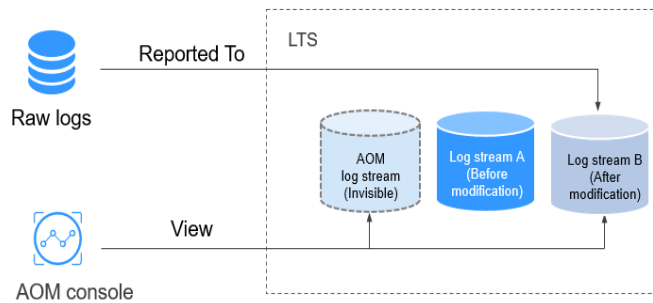 LTS
Reported To
Raw logs
AOM
log stream
(Invisible)
Log stream A
(Before
modification)
Log stream B
(After
modification)
View
AOM console